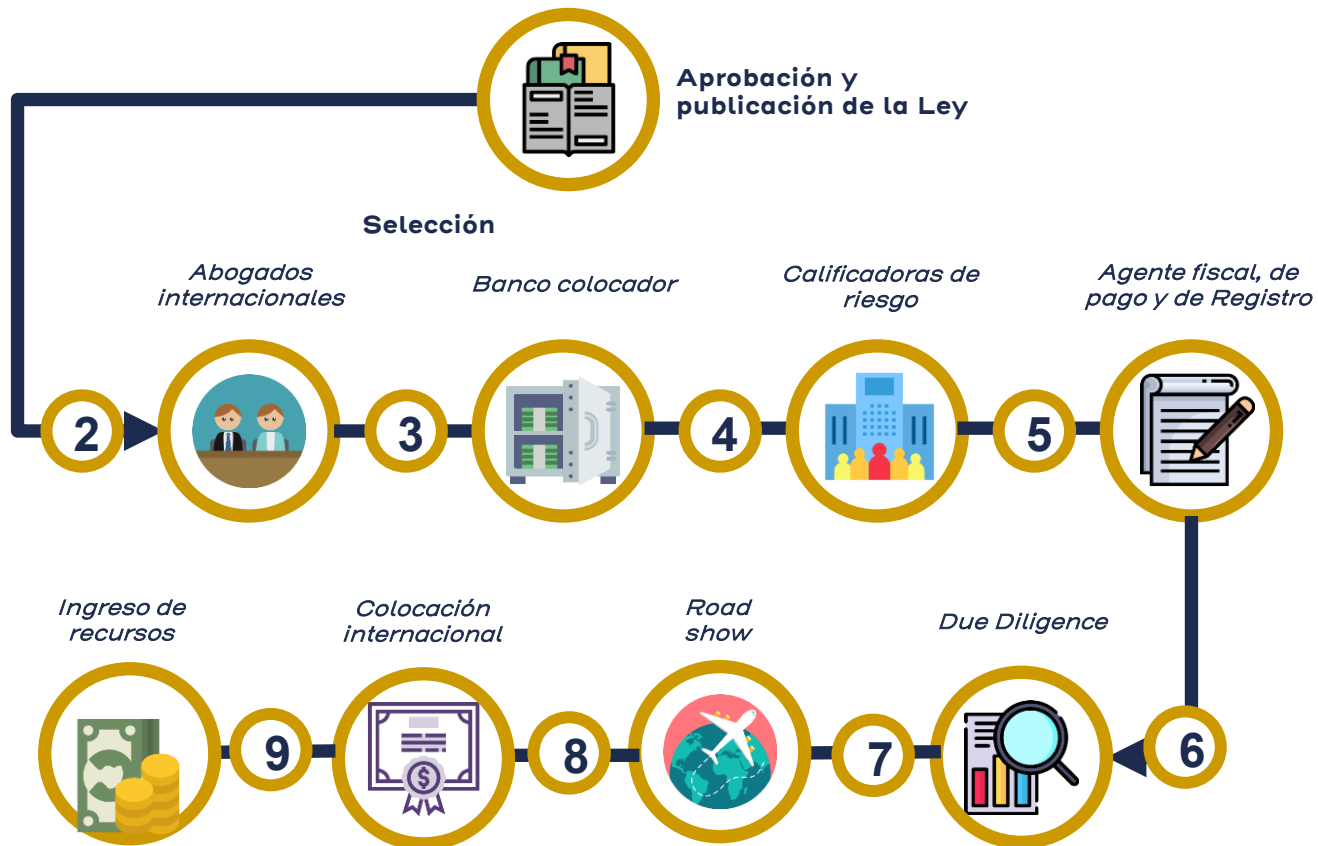 Aprobación y
publicación de la Ley
Selección
Abogados
internacionales
Banco colocador
Calificadoras de
riesgo
Agente fiscal, de
pago y de Registro
2
3
4
5
Ingreso de
recursos
Colocación
internacional
Road
show
Due Diligence
9
8
7
6
$